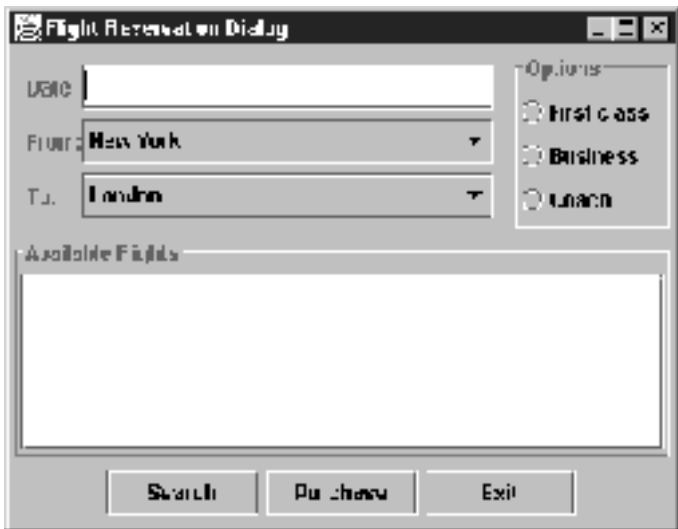 Flight Reservation Dialog
Date
From:
New York
To:
London
Options
First class
Business
Coach
Available Flights
Search
Purchase
Exit